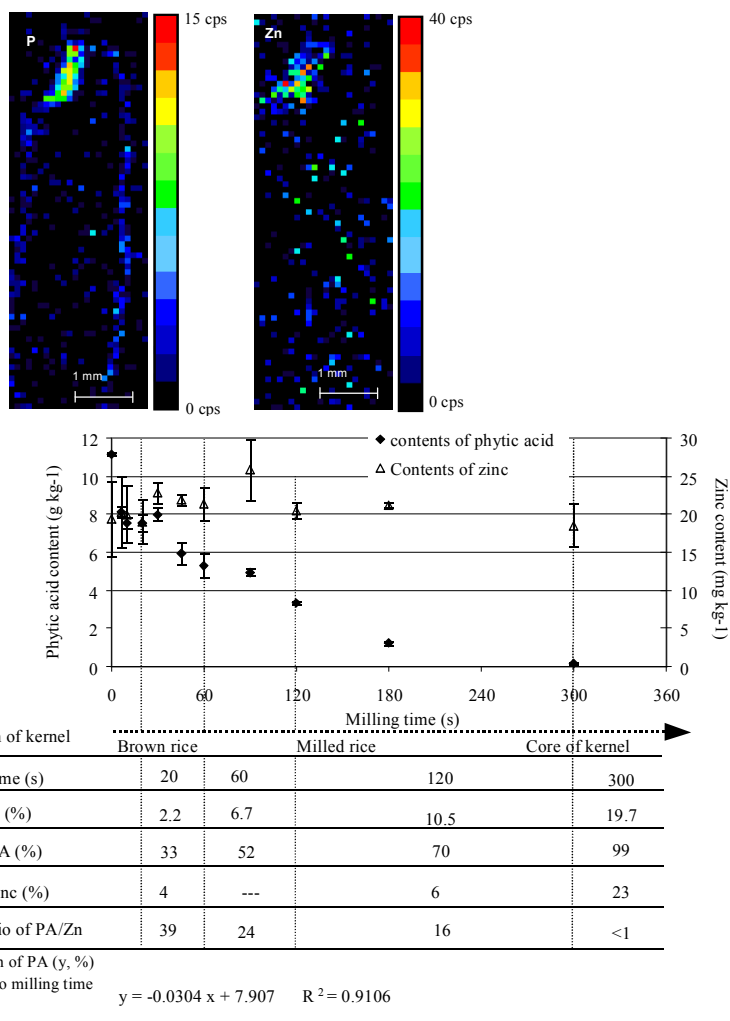 P
15 cps
0 cps
1 mm
Zn
40 cps
0 cps
1 mm
contents of phytic acid
Contents of zinc
Phytic acid content (g kg-1)
12
10
8
6
4
2
0
30
25
20
15
10
5
0
Zinc content (mg kg-1)
0 60 120 180 240 300 360
Milling time (s)
n of kernel Brown rice Milled rice Core of kernel
me (s) 20 60 120 300
(%) 2.2 6.7 10.5 19.7
A (%) 33 52 70 99
nc (%) 4 --- 6 23
io of PA/Zn 39 24 16 <1
n of PA (y, %)
o milling time
y = -0.0304 x + 7.907 R² = 0.9106